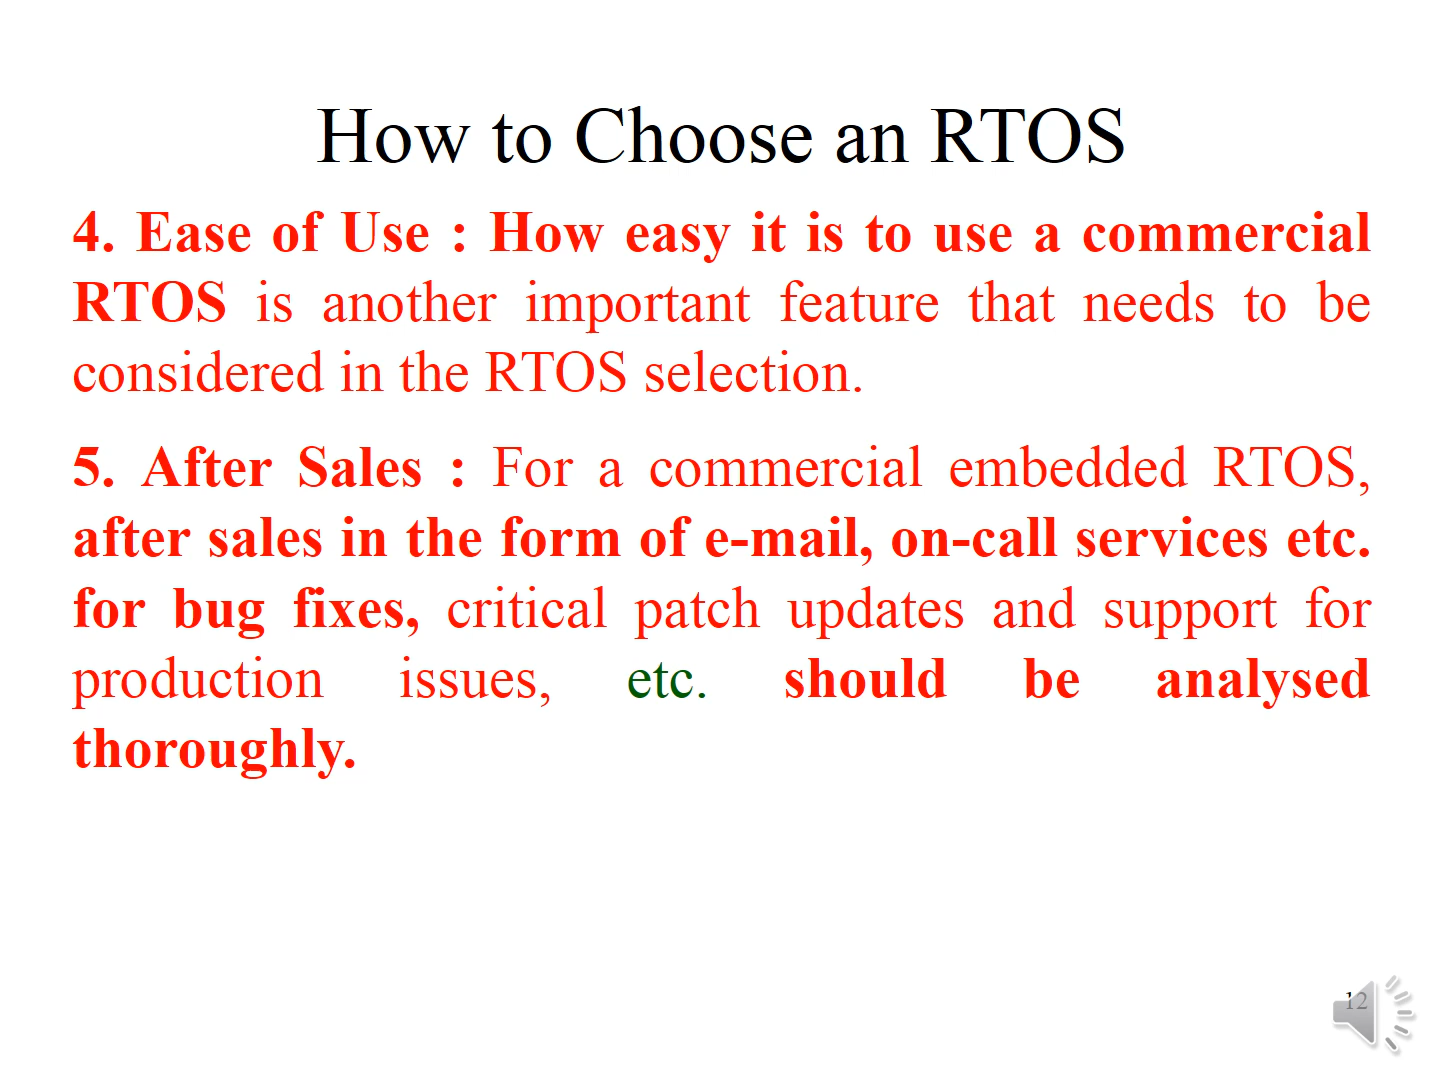 How to Choose an RTOS
4. Ease of Use : How easy it is to use a commercial
RTOS is another important feature that needs to be
considered in the RTOS selection.
5. After Sales : For a commercial embedded RTOS,
after sales in the form of e-mail, on-call services etc.
for bug fixes, critical patch updates and support for
production issues, etc. should be analysed
thoroughly.
12